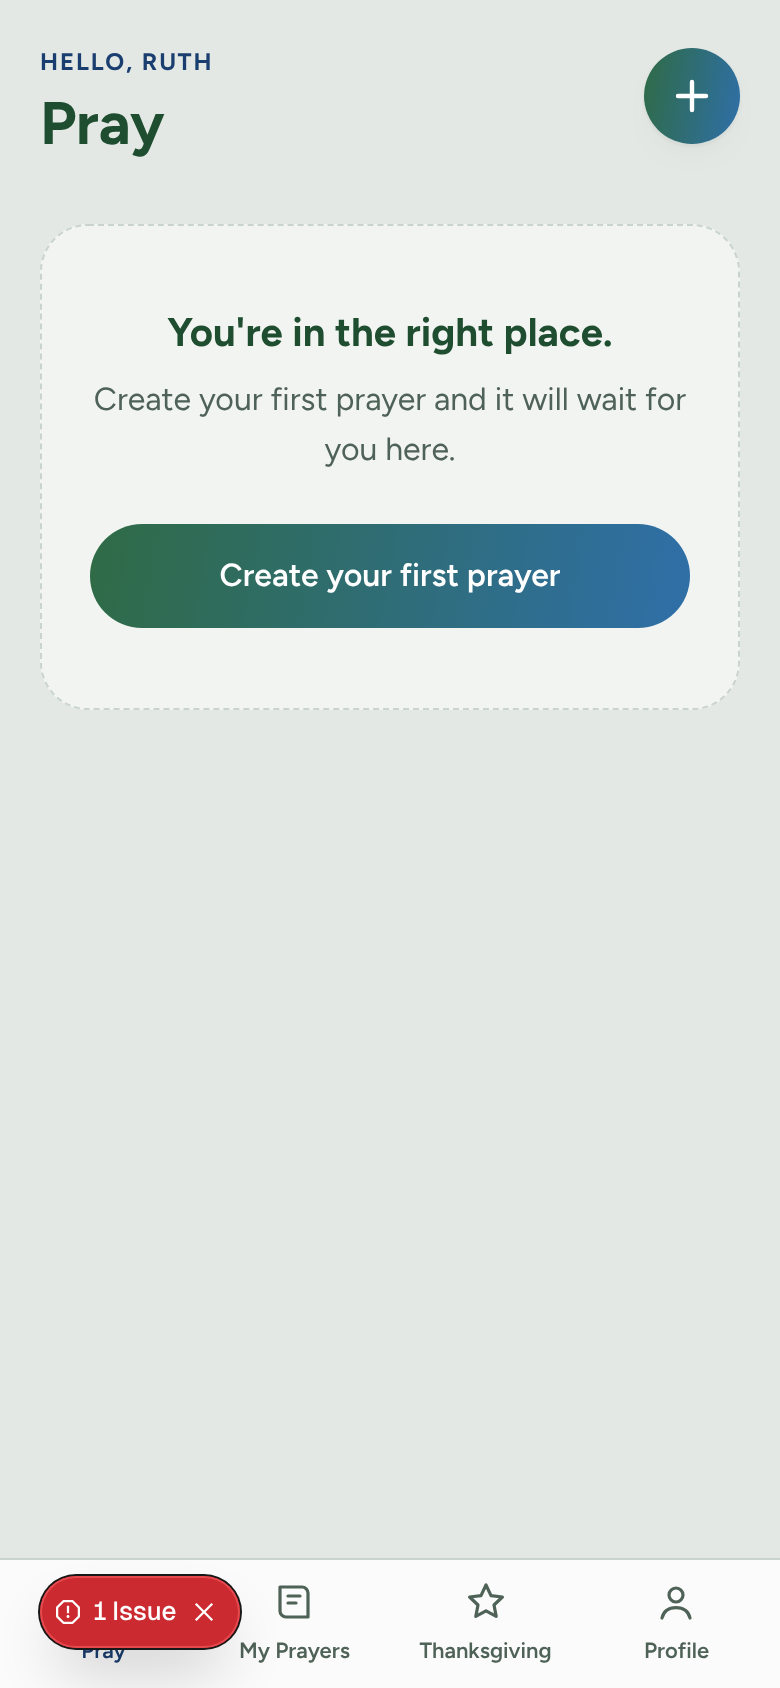 HELLO, RUTH
Pray
You're in the right place.
Create your first prayer and it will wait for
you here.
Create your first prayer
1 Issue
Pray
My Prayers
Thanksgiving
Profile